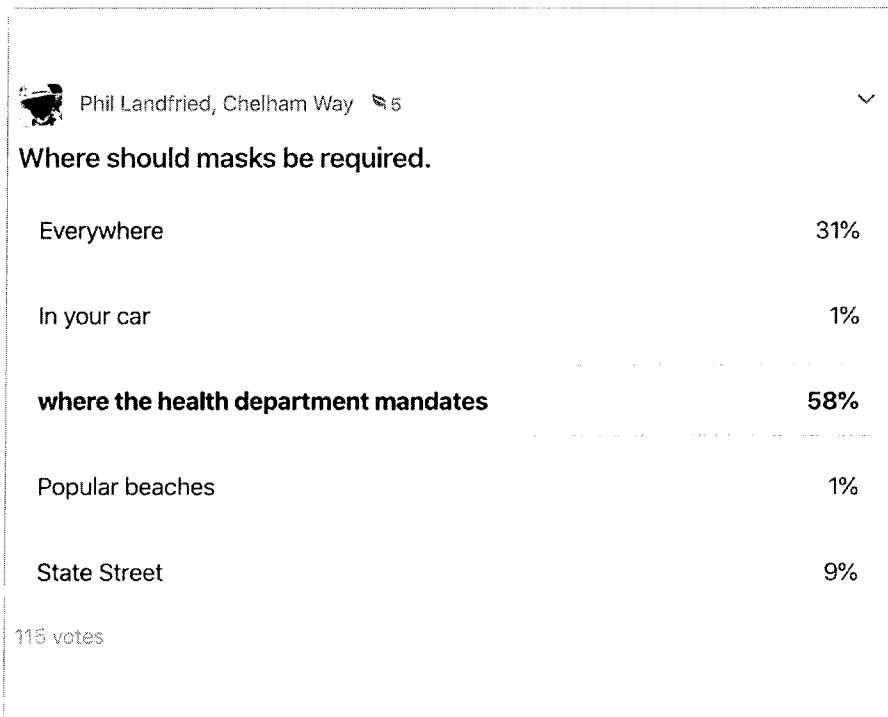 Phil Landfried, Chelham Way 5
Where should masks be required.
Everywhere 31%
In your car 1%
where the health department mandates 58%
Popular beaches 1%
State Street 9%
115 votes